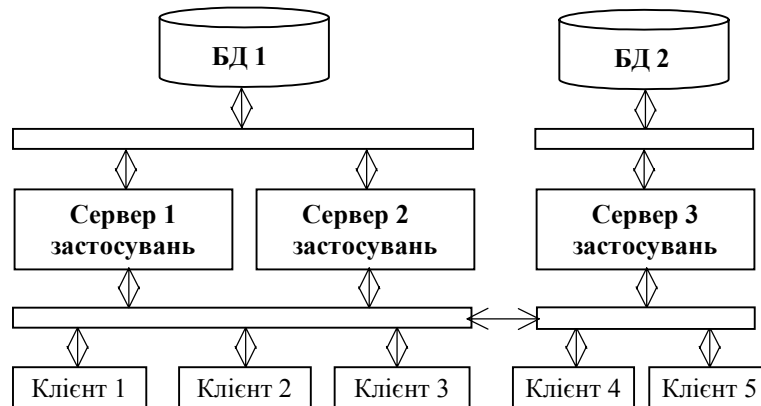 БД 1
БД 2
Сервер 1
застосувань
Сервер 2
застосувань
Сервер 3
застосувань
Клієнт 1
Клієнт 2
Клієнт 3
Клієнт 4
Клієнт 5